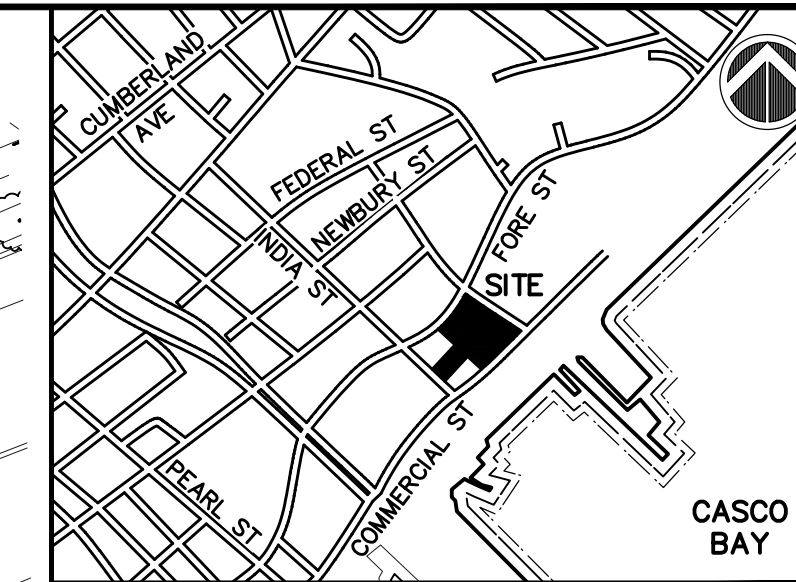 CUMBERLAND
AVE
FEDERAL ST
NEWBURY ST
INDIA ST
FORE ST
SITE
PEARL ST
COMMERCIAL ST
CASCO
BAY